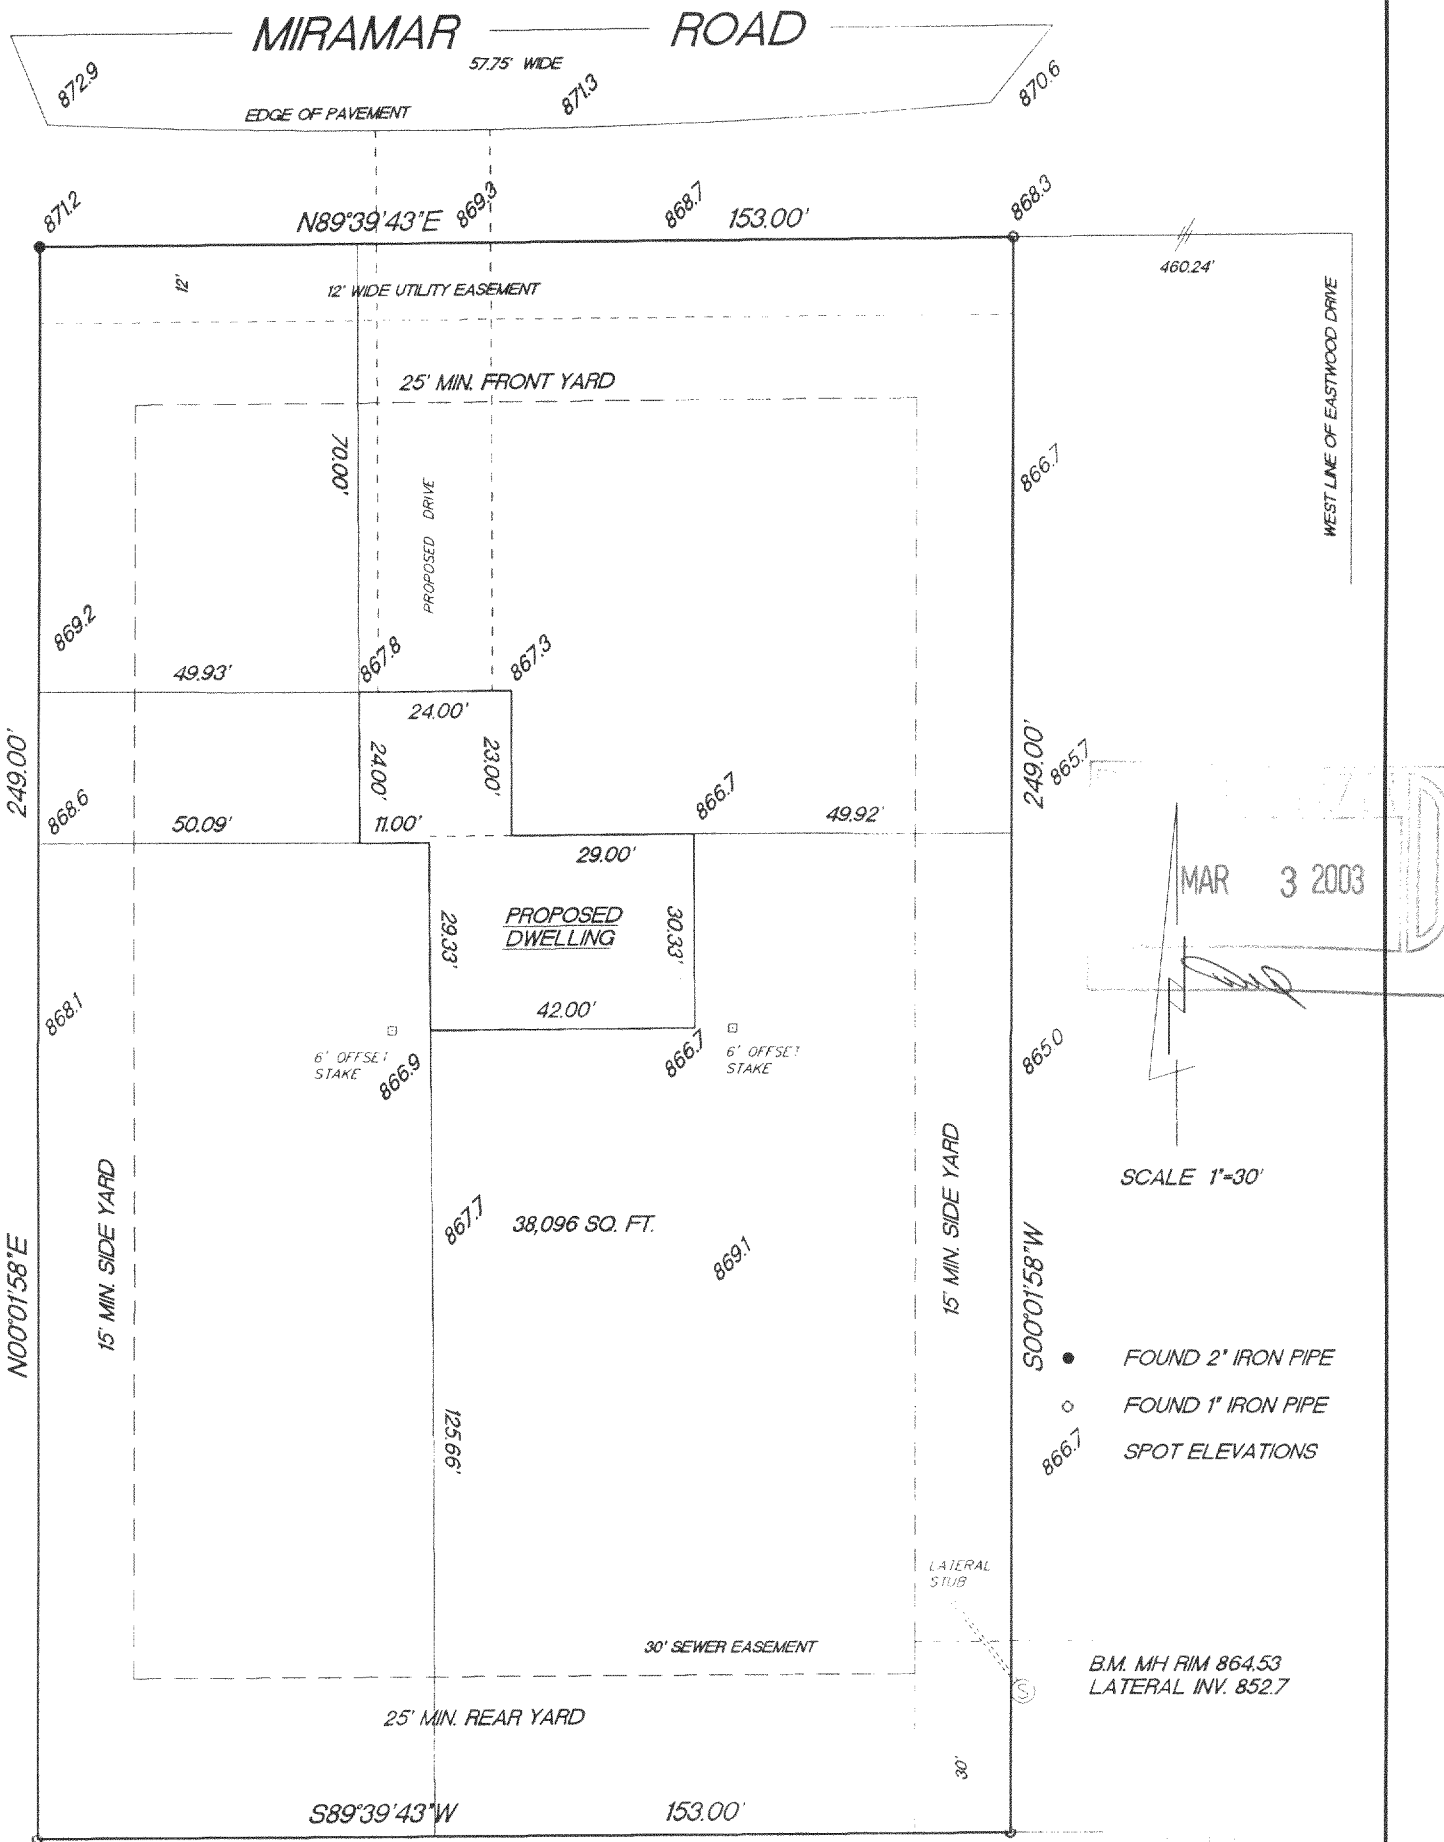 MIRAMAR ROAD
57.75' WIDE
872.9
871.3
870.6
EDGE OF PAVEMENT
871.2
N89°39'43"E
869.3
868.7
153.00'
868.3
460.24'
12'
12' WIDE UTILITY EASEMENT
WEST LINE OF EASTWOOD DRIVE
25' MIN. FRONT YARD
70.00'
PROPOSED DRIVE
866.7
869.2
49.93'
867.8
867.3
24.00'
249.00'
24.00'
23.00'
866.7
249.00'
865.7
868.6
50.09'
11.00'
49.92'
29.00'
MAR 3 2003
29.33'
PROPOSED
DWELLING
30.33'
868.1
42.00'
6' OFFSET
STAKE
866.9
866.7
6' OFFSET
STAKE
865.0
SCALE 1"=30'
15' MIN. SIDE YARD
867.7
38,096 SQ. FT.
869.1
15' MIN. SIDE YARD
N00°01'58"E
S00°01'58"W
FOUND 2" IRON PIPE
FOUND 1" IRON PIPE
866.7
SPOT ELEVATIONS
125.66'
LATERAL
STUB
30' SEWER EASEMENT
B.M. MH RIM 864.53
LATERAL INV. 852.7
S
25' MIN. REAR YARD
30'
S89°39'43"W
153.00'